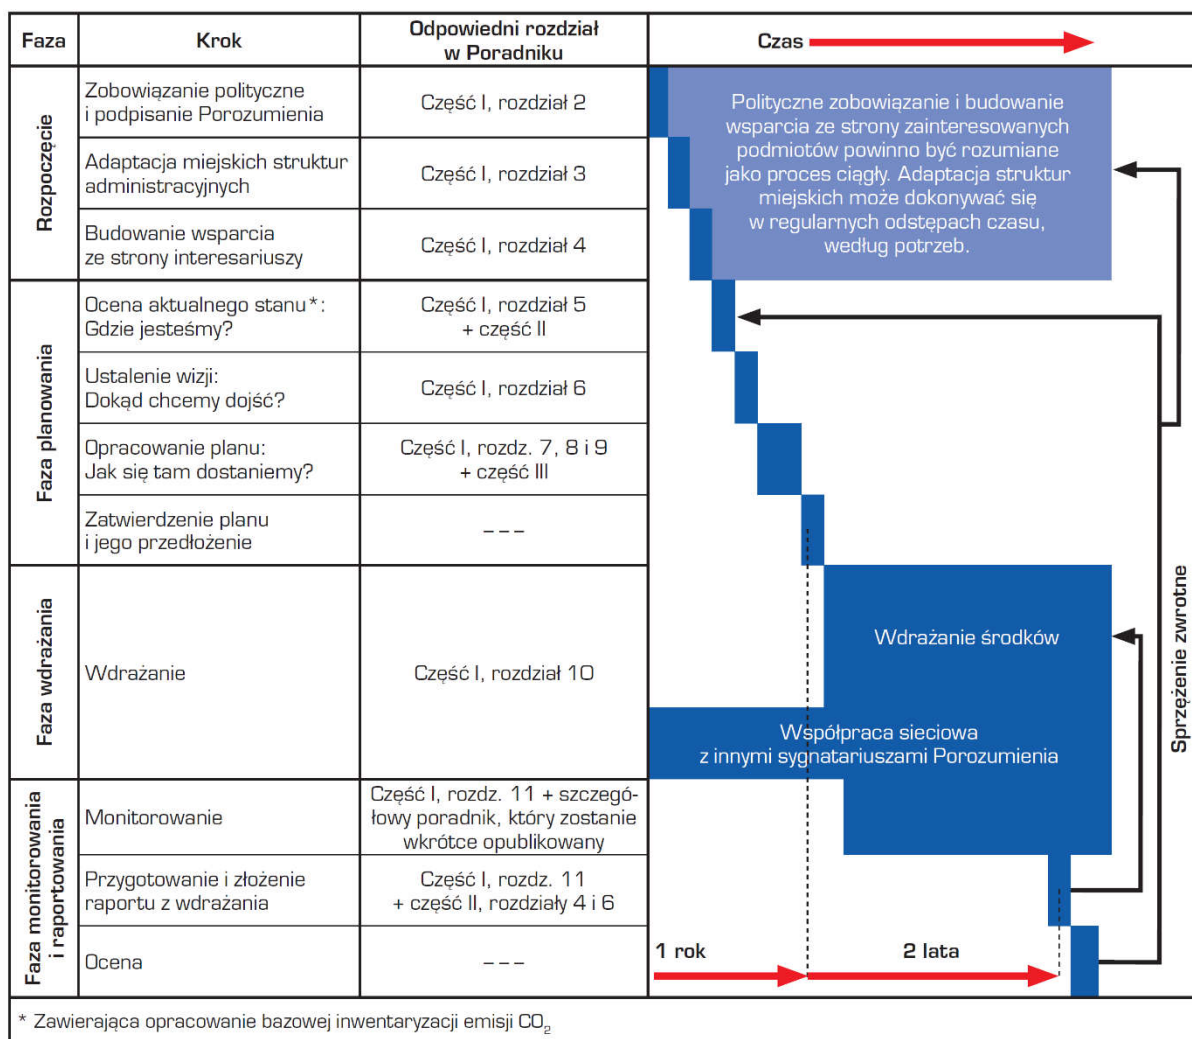 Faza
Krok
Odpowiedni rozdział
w Poradniku
Czas
Rozpoczęcie
Zobowiązanie polityczne
i podpisanie Porozumienia
Część I, rozdział 2
Adaptacja miejskich struktur
administracyjnych
Część I, rozdział 3
Budowanie wsparcia
ze strony interesariuszy
Część I, rozdział 4
Polityczne zobowiązanie i budowanie
wsparcia ze strony zainteresowanych
podmiotów powinno być rozumiane
jako proces ciągły. Adaptacja struktur
miejskich może dokonywać się
w regularnych odstępach czasu,
według potrzeb.
Faza planowania
Ocena aktualnego stanu*:
Gdzie jesteśmy?
Część I, rozdział 5
+ część II
Ustalenie wizji:
Dokąd chcemy dojść?
Część I, rozdział 6
Opracowanie planu:
Jak się tam dostaniemy?
Część I, rozdz. 7, 8 i 9
+ część III
Zatwierdzenie planu
i jego przedłożenie
– – –
Faza wdrażania
Wdrażanie
Część I, rozdział 10
Wdrażanie środków
Współpraca sieciowa
z innymi sygnatariuszami Porozumienia
Sprzężenie zwrotne
Faza monitorowania
i raportowania
Monitorowanie
Część I, rozdz. 11 + szczegó-
łowy poradnik, który zostanie
wkrótce opublikowany
Przygotowanie i złożenie
raportu z wdrażania
Część I, rozdz. 11
+ część II, rozdziały 4 i 6
Ocena
– – –
1 rok
2 lata
* Zawierająca opracowanie bazowej inwentaryzacji emisji CO₂